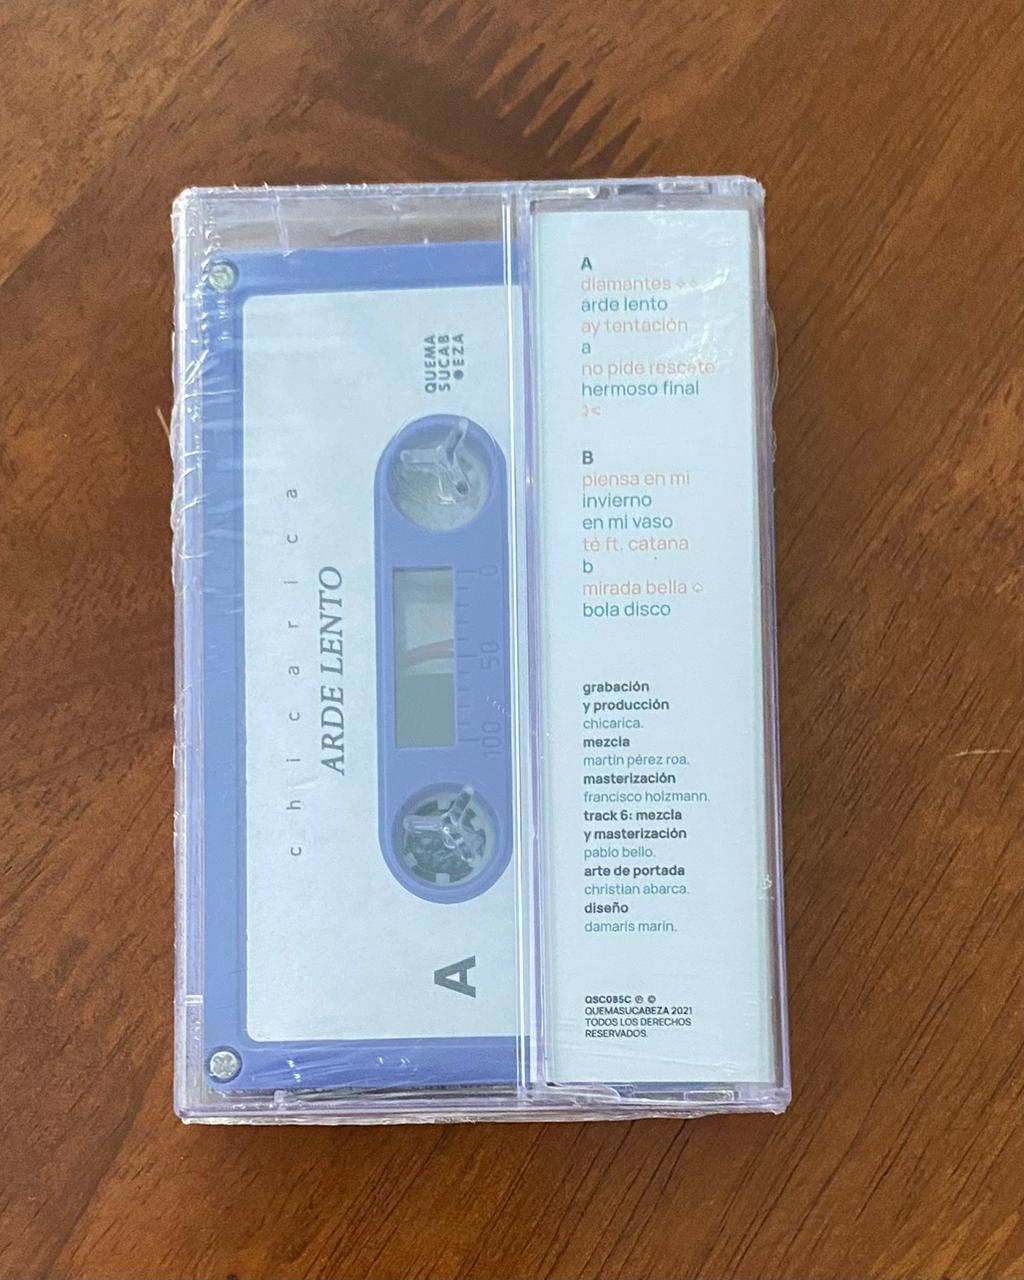 QUEMA
SUCAB
●EZA
chicarica
ARDE LENTO
100 50 0
A
A
diamantes ✧✧
arde lento
ay tentación
a
no pide rescate
hermoso final
B
piensa en mi
invierno
en mi vaso
té ft. catana
b
mirada bella
bola disco
grabación
y producción
chicarica.
mezcla
martín pérez roa.
masterización
francisco holzmann.
track 6: mezcla
y masterización
pablo bello.
arte de portada
christian abarca.
diseño
damaris marín.
QSC085C ℗ ©
QUEMASUCABEZA 2021
TODOS LOS DERECHOS
RESERVADOS.